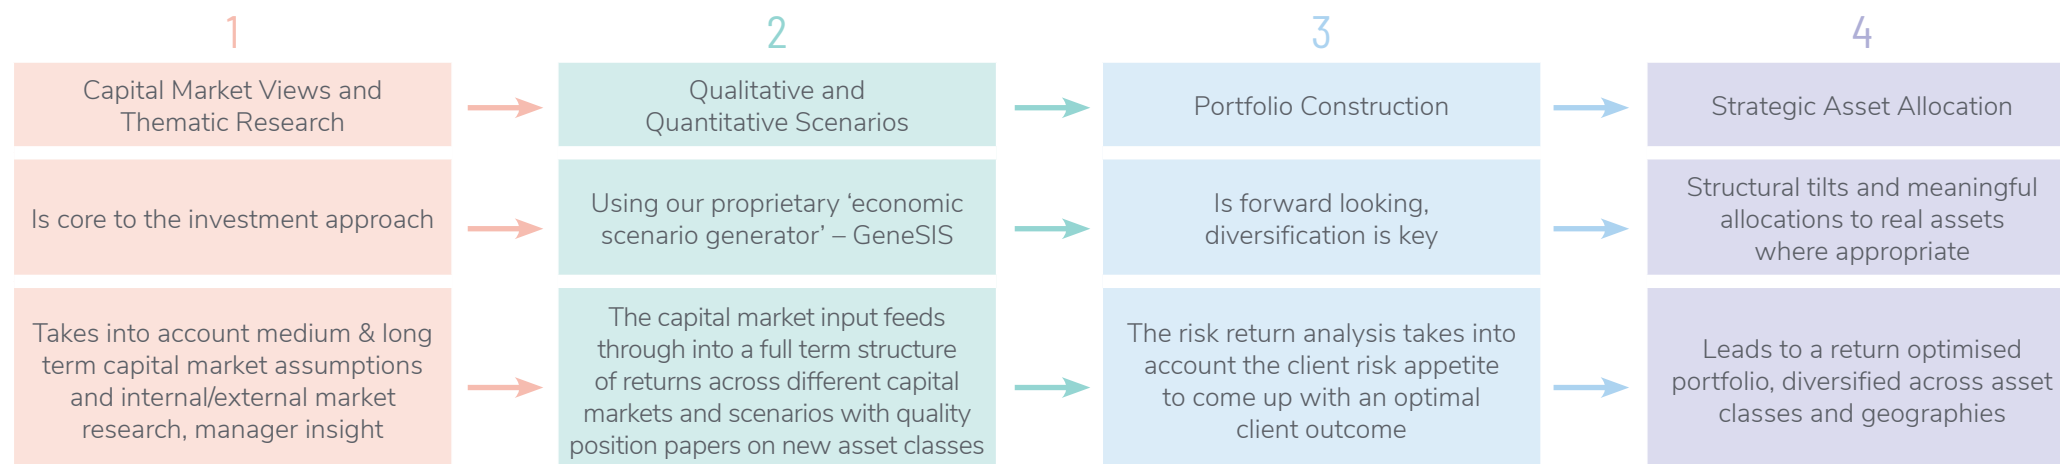 1
Capital Market Views and
Thematic Research
Is core to the investment approach
Takes into account medium & long
term capital market assumptions
and internal/external market
research, manager insight
2
Qualitative and
Quantitative Scenarios
Using our proprietary ‘economic
scenario generator’ – GeneSIS
The capital market input feeds
through into a full term structure
of returns across different capital
markets and scenarios with quality
position papers on new asset classes
3
Portfolio Construction
Is forward looking,
diversification is key
The risk return analysis takes into
account the client risk appetite
to come up with an optimal
client outcome
4
Strategic Asset Allocation
Structural tilts and meaningful
allocations to real assets
where appropriate
Leads to a return optimised
portfolio, diversified across asset
classes and geographies